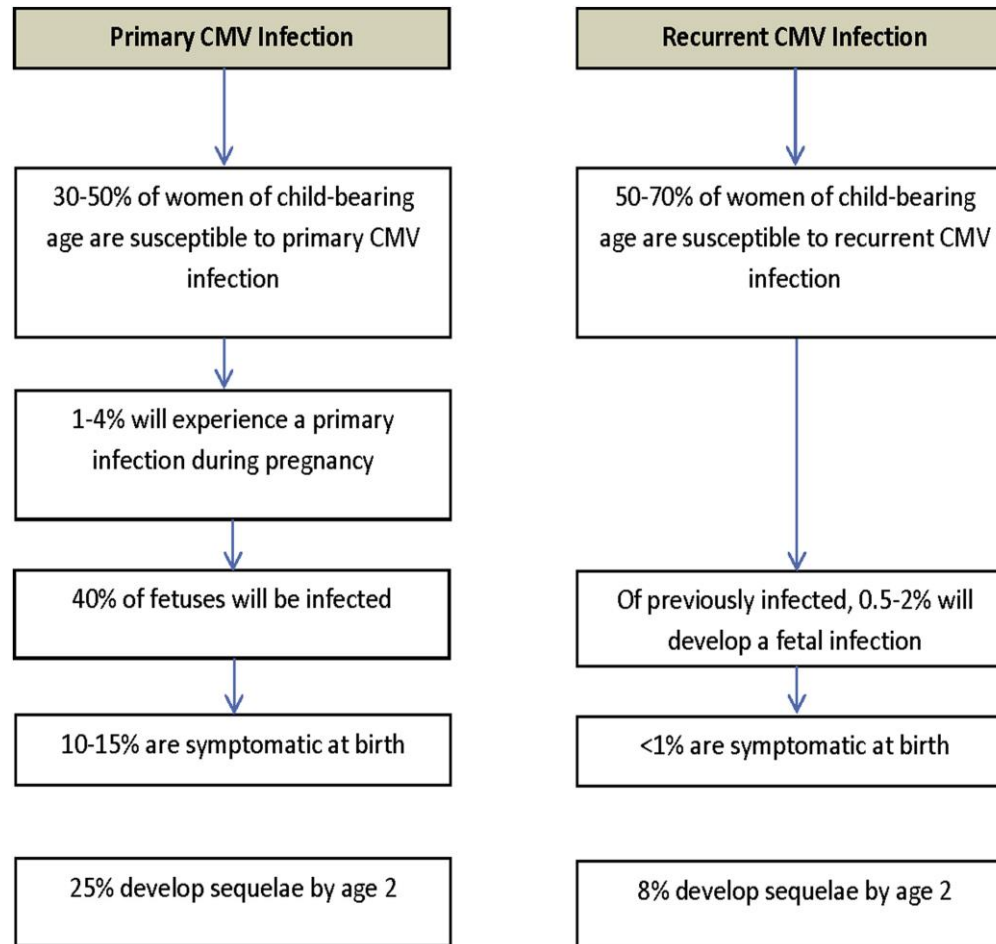 Primary CMV Infection
30-50% of women of child-bearing
age are susceptible to primary CMV
infection
1-4% will experience a primary
infection during pregnancy
40% of fetuses will be infected
10-15% are symptomatic at birth
25% develop sequelae by age 2
Recurrent CMV Infection
50-70% of women of child-bearing
age are susceptible to recurrent CMV
infection
Of previously infected, 0.5-2% will
develop a fetal infection
<1% are symptomatic at birth
8% develop sequelae by age 2